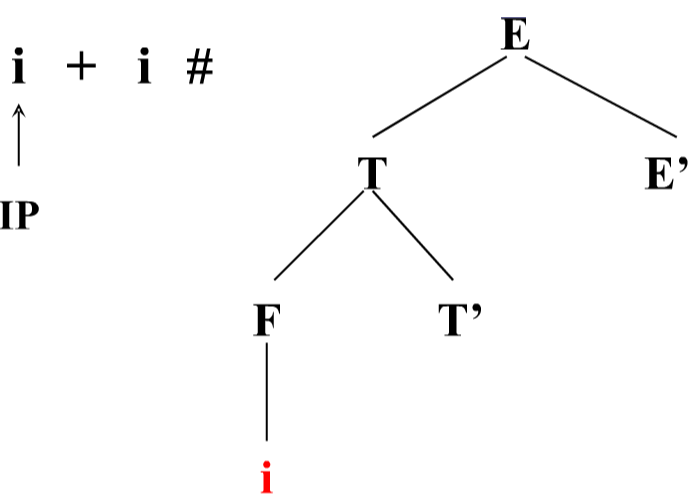 i + i #
IP
E
T E’
F T’
i